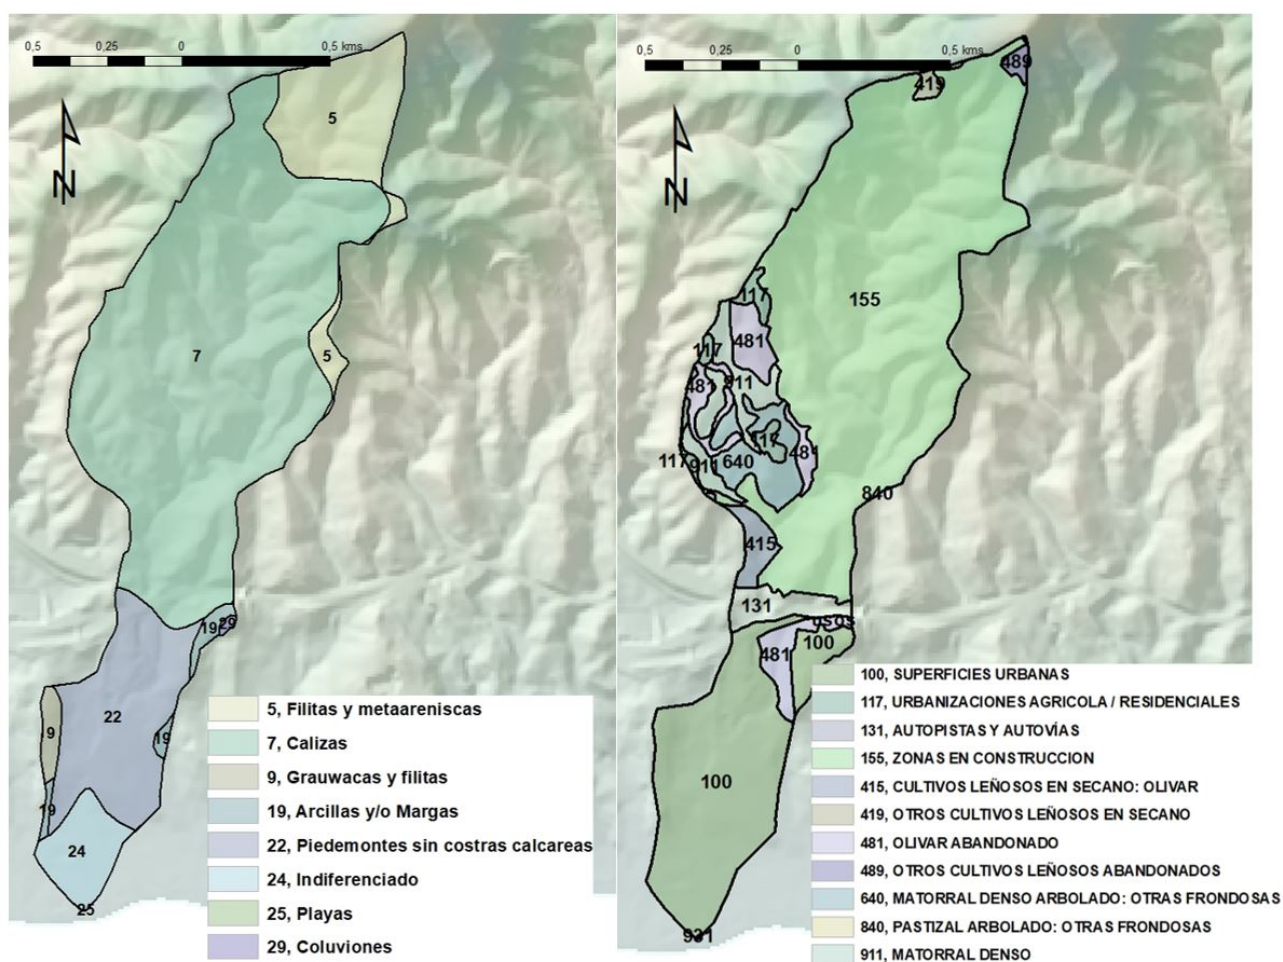 0,5 0,25 0 0,5 kms
N
5
7
5
19 29
22
9
19
19
24
25
5, Filitas y metaareniscas
7, Calizas
9, Grauwacas y filitas
19, Arcillas y/o Margas
22, Piedemontes sin costras calcareas
24, Indiferenciado
25, Playas
29, Coluviones
0,5 0,25 0 0,5 kms
N
489
419
155
117
481
117
481
911
117
481
117
911
640
840
415
131
100
481
100
931
100, SUPERFICIES URBANAS
117, URBANIZACIONES AGRICOLA / RESIDENCIALES
131, AUTOPISTAS Y AUTOVÍAS
155, ZONAS EN CONSTRUCCION
415, CULTIVOS LEÑOSOS EN SECANO: OLIVAR
419, OTROS CULTIVOS LEÑOSOS EN SECANO
481, OLIVAR ABANDONADO
489, OTROS CULTIVOS LEÑOSOS ABANDONADOS
640, MATORRAL DENSO ARBOLADO: OTRAS FRONDOSAS
840, PASTIZAL ARBOLADO: OTRAS FRONDOSAS
911, MATORRAL DENSO